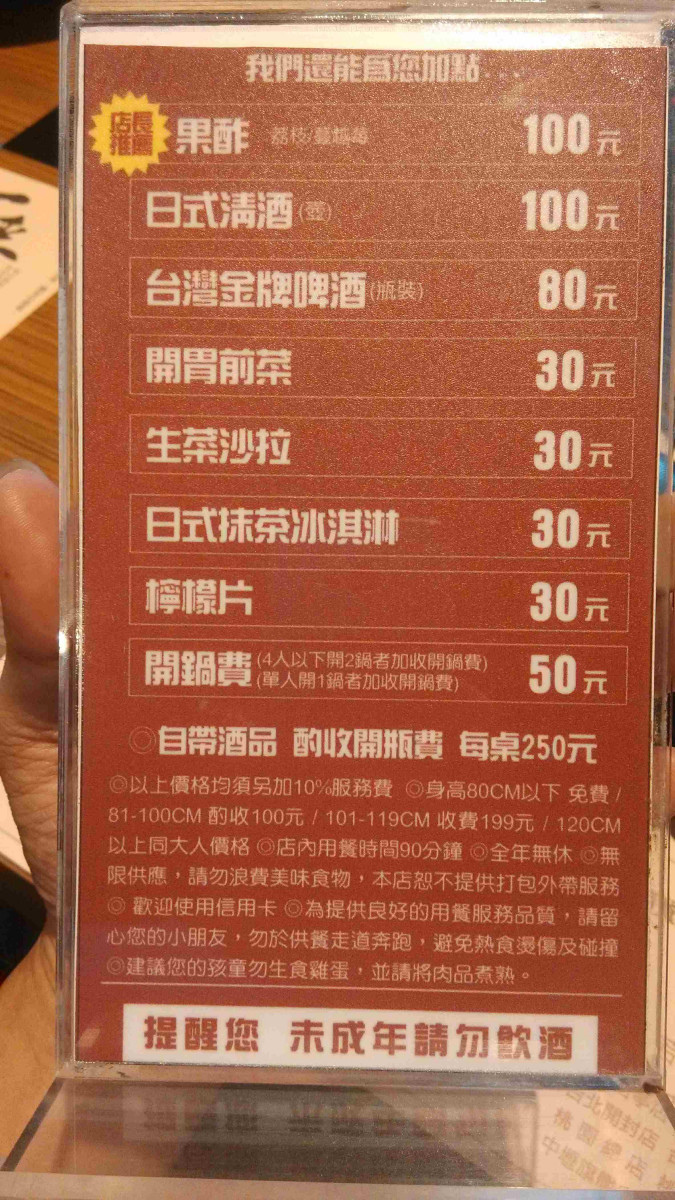 我們還能為您加點...
店長
推薦
果酢 荔枝/蔓越莓 100元
日式清酒(壺) 100元
台灣金牌啤酒(瓶裝) 80元
開胃前菜 30元
生菜沙拉 30元
日式抹茶冰淇淋 30元
檸檬片 30元
開鍋費 (4人以下開2鍋者加收開鍋費) 50元
(單人開1鍋者加收開鍋費)
◎自帶酒品 酌收開瓶費 每桌250元
◎以上價格均須另加10%服務費 ◎身高80CM以下 免費 /
81-100CM 酌收100元 / 101-119CM 收費199元 / 120CM
以上同大人價格 ◎店內用餐時間90分鐘 ◎全年無休 ◎無
限供應，請勿浪費美味食物，本店恕不提供打包外帶服務
◎ 歡迎使用信用卡 ◎為提供良好的用餐服務品質，請留
心您的小朋友，勿於供餐走道奔跑，避免熱食燙傷及碰撞
◎建議您的孩童勿生食雞蛋，並請將肉品煮熟。
提醒您 未成年請勿飲酒
台北開封店
桃園總店
中壢